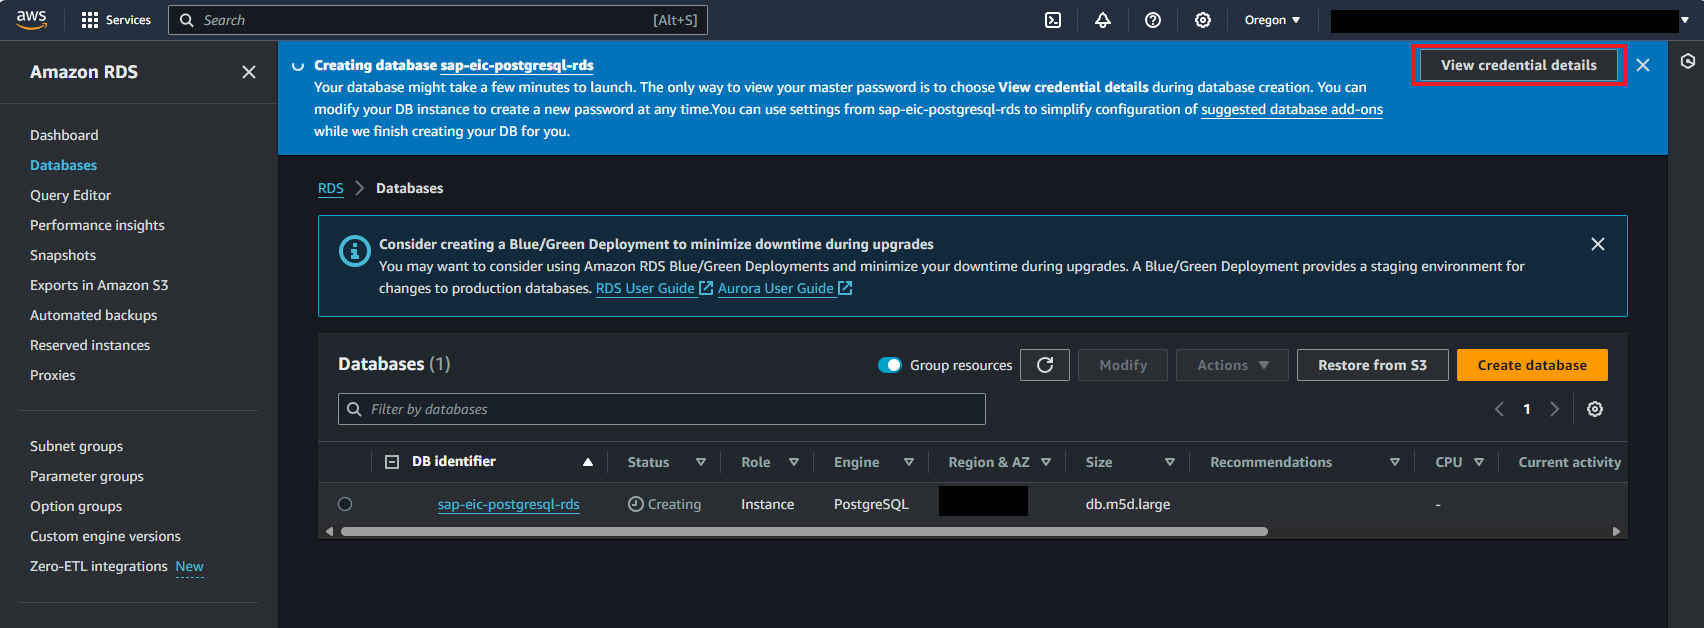 aws
Services
Search
[Alt+S]
Oregon
Amazon RDS
Dashboard
Databases
Query Editor
Performance insights
Snapshots
Exports in Amazon S3
Automated backups
Reserved instances
Proxies
Subnet groups
Parameter groups
Option groups
Custom engine versions
Zero-ETL integrations New
Creating database sap-eic-postgresql-rds
Your database might take a few minutes to launch. The only way to view your master password is to choose View credential details during database creation. You can
modify your DB instance to create a new password at any time.You can use settings from sap-eic-postgresql-rds to simplify configuration of suggested database add-ons
while we finish creating your DB for you.
View credential details
RDS
Databases
Consider creating a Blue/Green Deployment to minimize downtime during upgrades
You may want to consider using Amazon RDS Blue/Green Deployments and minimize your downtime during upgrades. A Blue/Green Deployment provides a staging environment for
changes to production databases. RDS User Guide Aurora User Guide
Databases (1)
Group resources
Modify
Actions
Restore from S3
Create database
Filter by databases
1
DB identifier Status Role Engine Region & AZ Size Recommendations CPU Current activity
sap-eic-postgresql-rds Creating Instance PostgreSQL db.m5d.large -